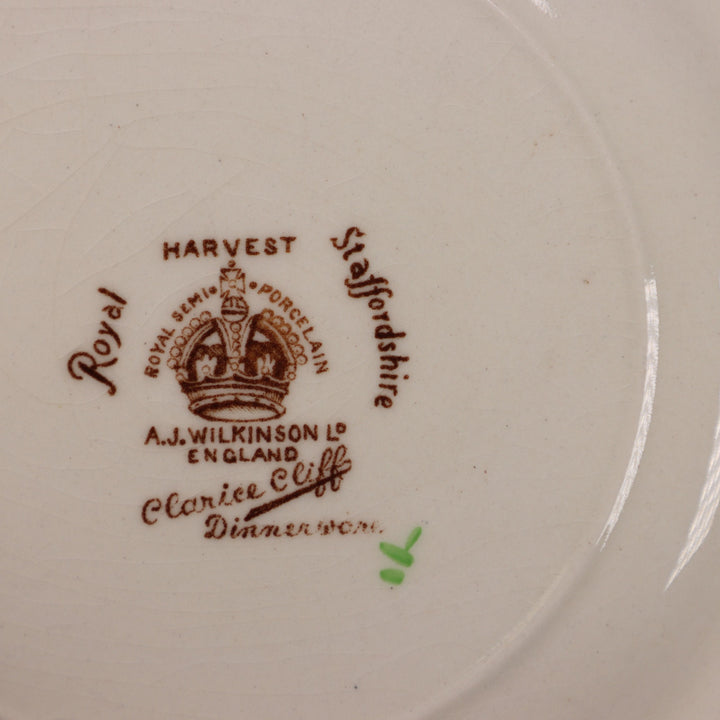 HARVEST
Royal
Staffordshire
ROYAL SEMI • PORCELAIN
A.J. WILKINSON Lᴰ
ENGLAND
Clarice Cliff
Dinnerware